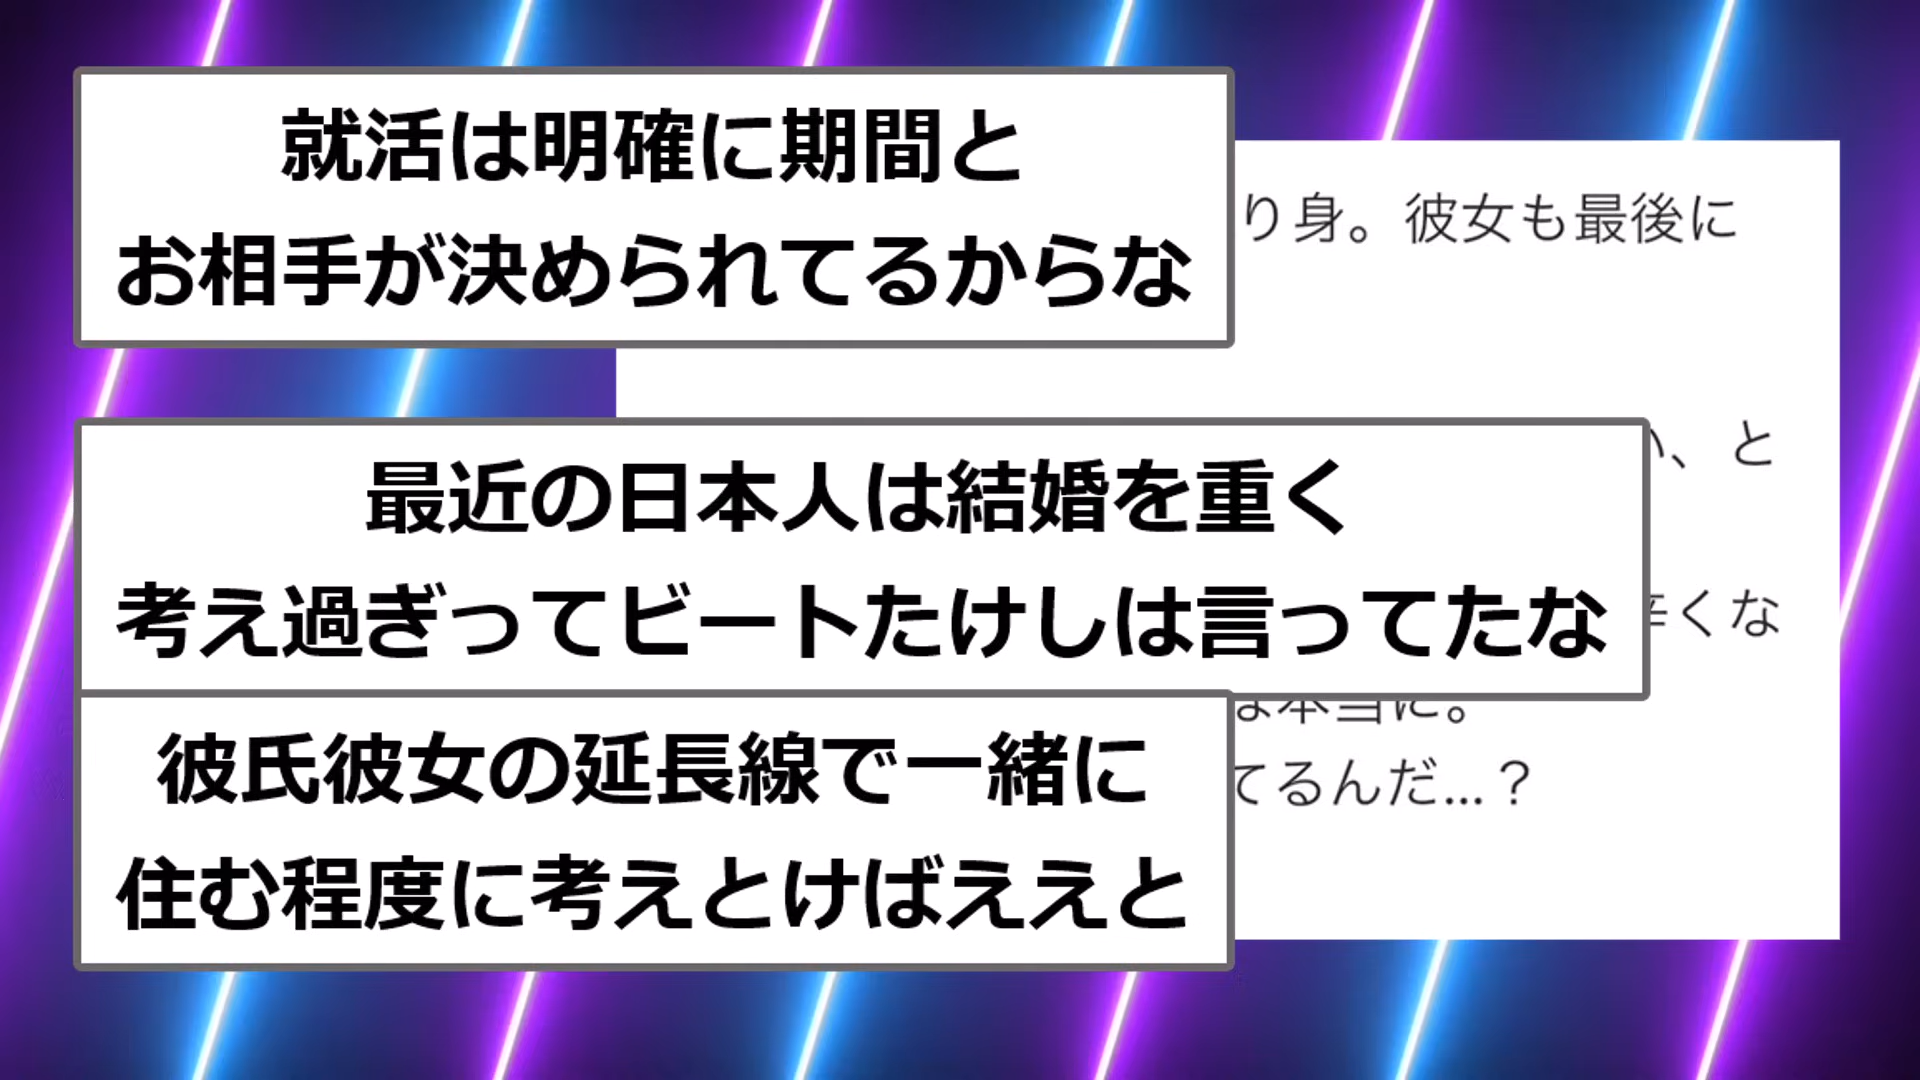 就活は明確に期間と
お相手が決められてるからな
り身。彼女も最後に
、と
最近の日本人は結婚を重く
考え過ぎってビートたけしは言ってたな
くな
本当に。
てるんだ…？
彼氏彼女の延長線で一緒に
住む程度に考えとけばええと